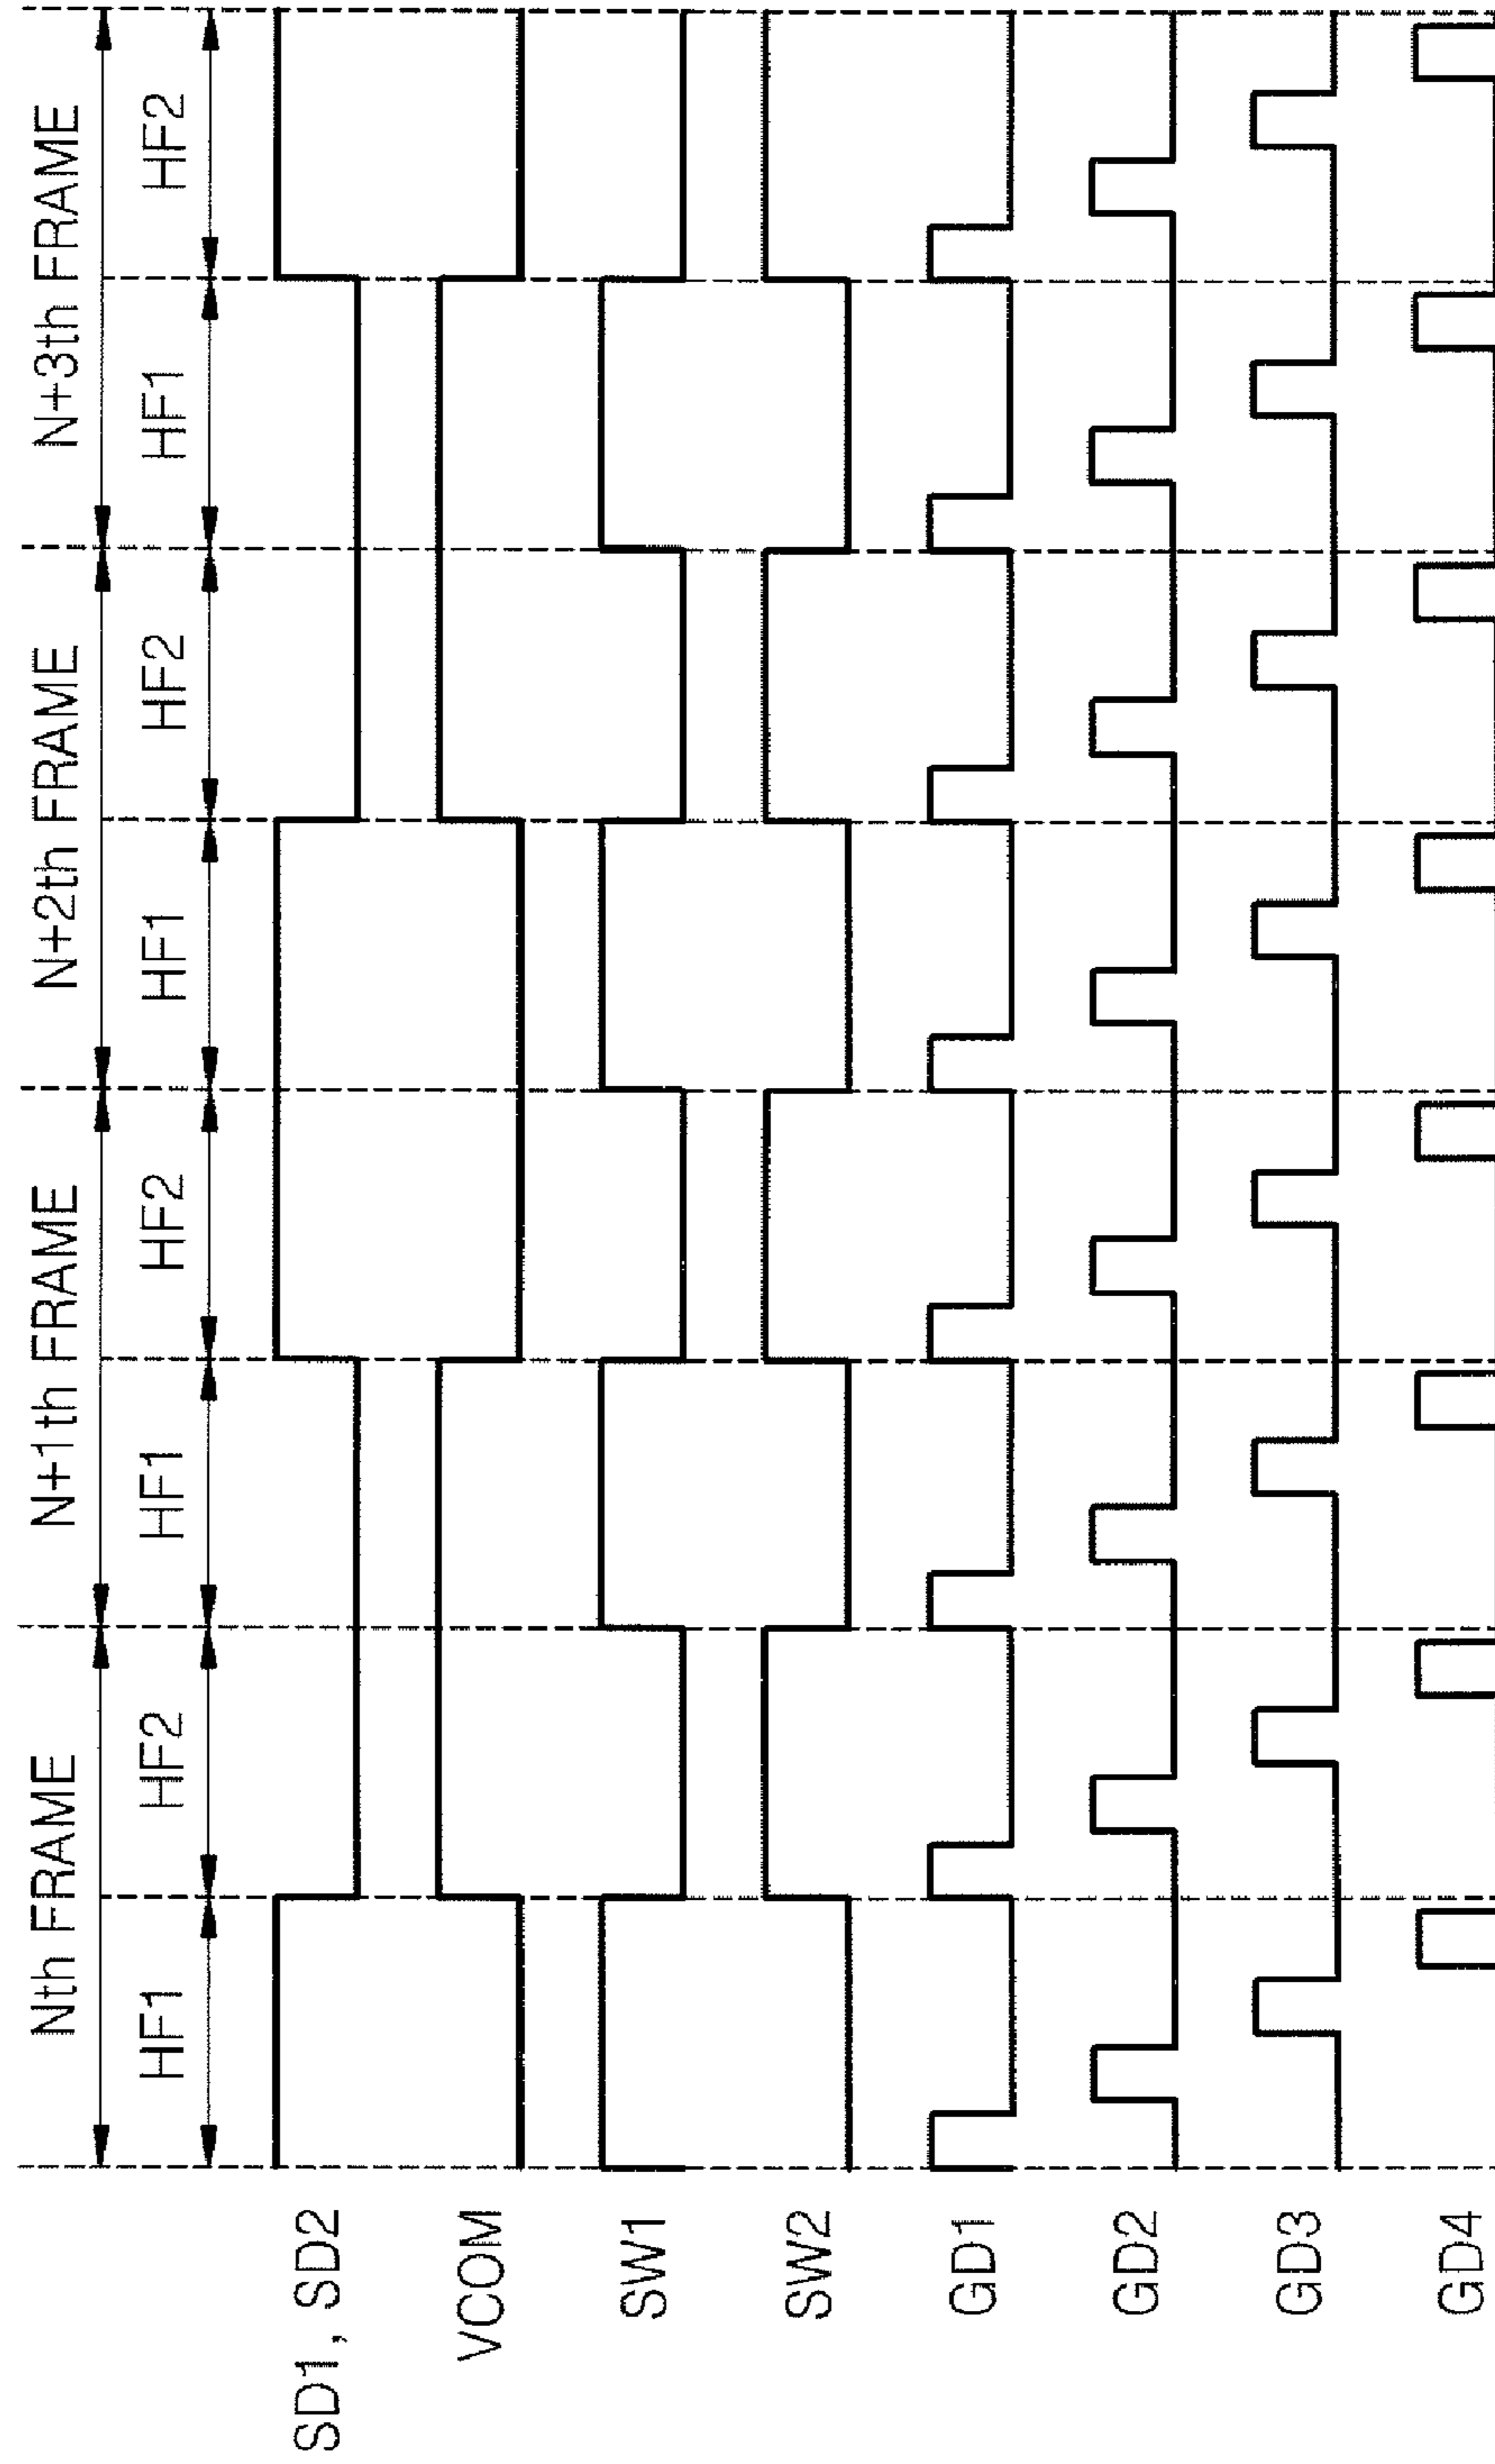 Nth FRAME
N+1th FRAME
N+2th FRAME
N+3th FRAME
HF1
HF2
HF1
HF2
HF1
HF2
HF1
HF2
SD1, SD2
VCOM
SW1
SW2
GD1
GD2
GD3
GD4